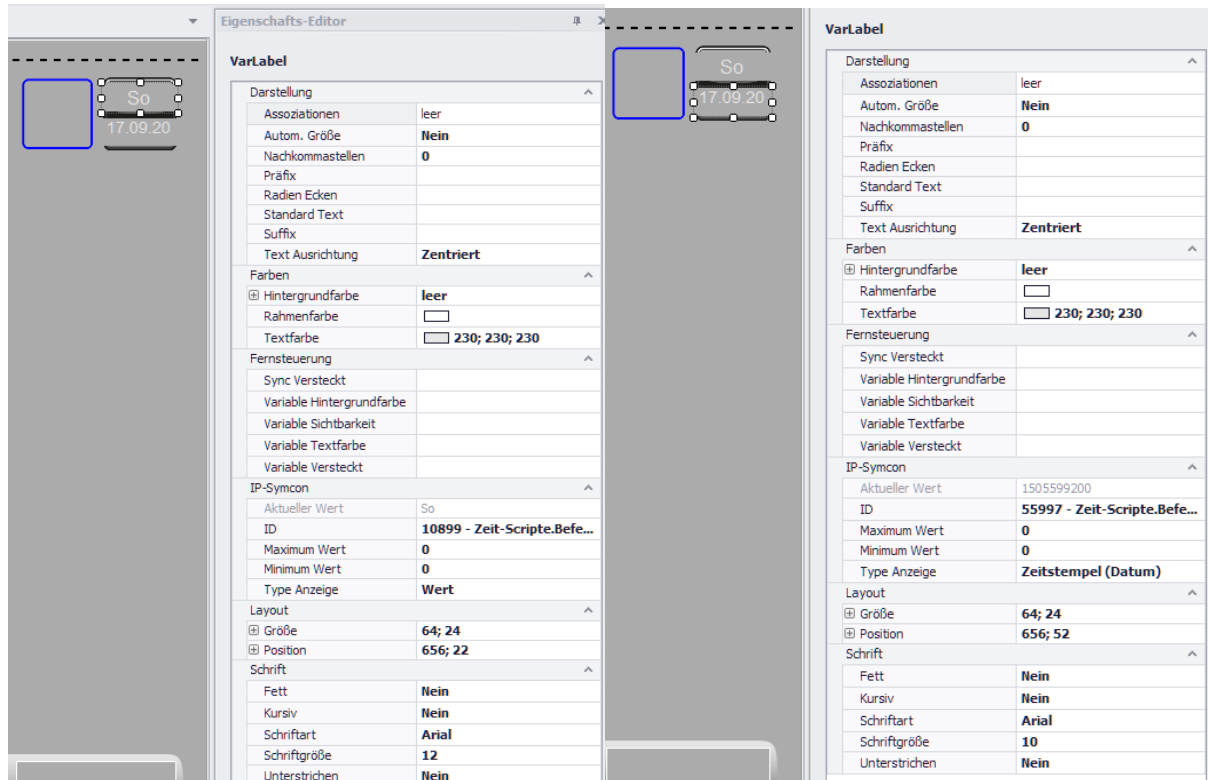 Eigenschafts-Editor
So
17.09.20
VarLabel
Darstellung
Assoziationen leer
Autom. Größe Nein
Nachkommastellen 0
Präfix
Radien Ecken
Standard Text
Suffix
Text Ausrichtung Zentriert
Farben
Hintergrundfarbe leer
Rahmenfarbe
Textfarbe 230; 230; 230
Fernsteuerung
Sync Versteckt
Variable Hintergrundfarbe
Variable Sichtbarkeit
Variable Textfarbe
Variable Versteckt
IP-Symcon
Aktueller Wert So
ID 10899 - Zeit-Scripte.Befe...
Maximum Wert 0
Minimum Wert 0
Type Anzeige Wert
Layout
Größe 64; 24
Position 656; 22
Schrift
Fett Nein
Kursiv Nein
Schriftart Arial
Schriftgröße 12
Unterstrichen Nein
So
17.09.20
VarLabel
Darstellung
Assoziationen leer
Autom. Größe Nein
Nachkommastellen 0
Präfix
Radien Ecken
Standard Text
Suffix
Text Ausrichtung Zentriert
Farben
Hintergrundfarbe leer
Rahmenfarbe
Textfarbe 230; 230; 230
Fernsteuerung
Sync Versteckt
Variable Hintergrundfarbe
Variable Sichtbarkeit
Variable Textfarbe
Variable Versteckt
IP-Symcon
Aktueller Wert 1505599200
ID 55997 - Zeit-Scripte.Befe...
Maximum Wert 0
Minimum Wert 0
Type Anzeige Zeitstempel (Datum)
Layout
Größe 64; 24
Position 656; 52
Schrift
Fett Nein
Kursiv Nein
Schriftart Arial
Schriftgröße 10
Unterstrichen Nein